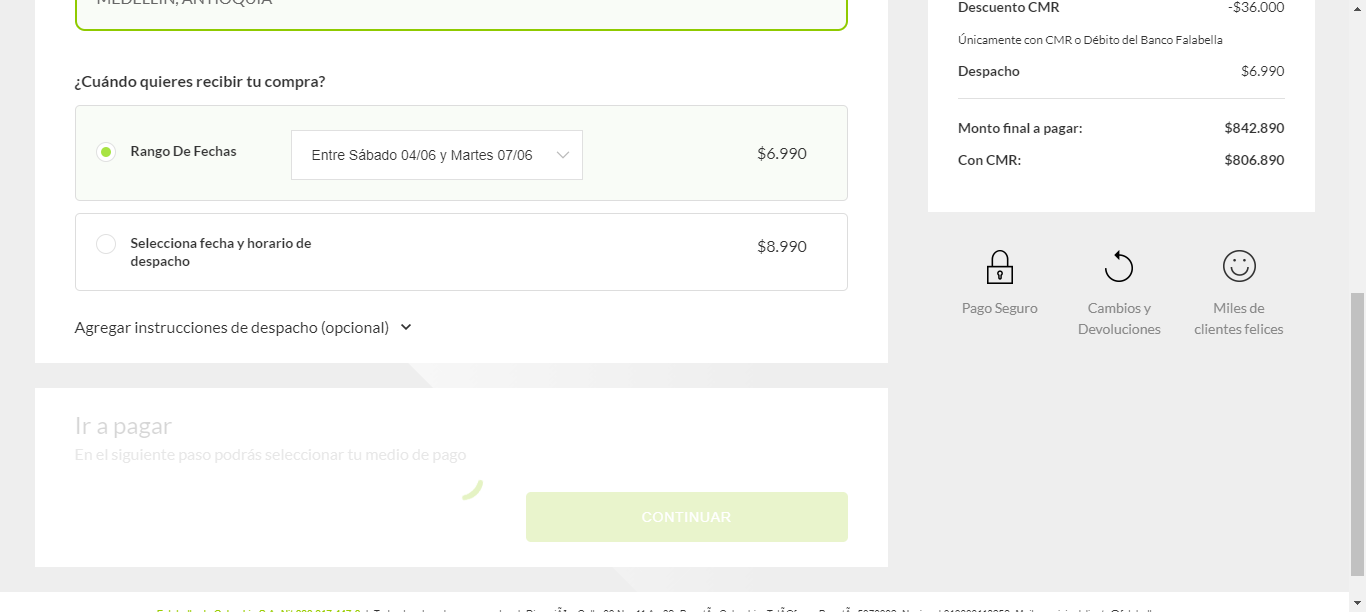 MEDELLIN, ANTIOQUIA
¿Cuándo quieres recibir tu compra?
Rango De Fechas
Entre Sábado 04/06 y Martes 07/06
$6.990
Selecciona fecha y horario de
despacho
$8.990
Agregar instrucciones de despacho (opcional)
Ir a pagar
En el siguiente paso podrás seleccionar tu medio de pago
CONTINUAR
Descuento CMR
-$36.000
Únicamente con CMR o Débito del Banco Falabella
Despacho
$6.990
Monto final a pagar:
$842.890
Con CMR:
$806.890
Pago Seguro
Cambios y
Devoluciones
Miles de
clientes felices